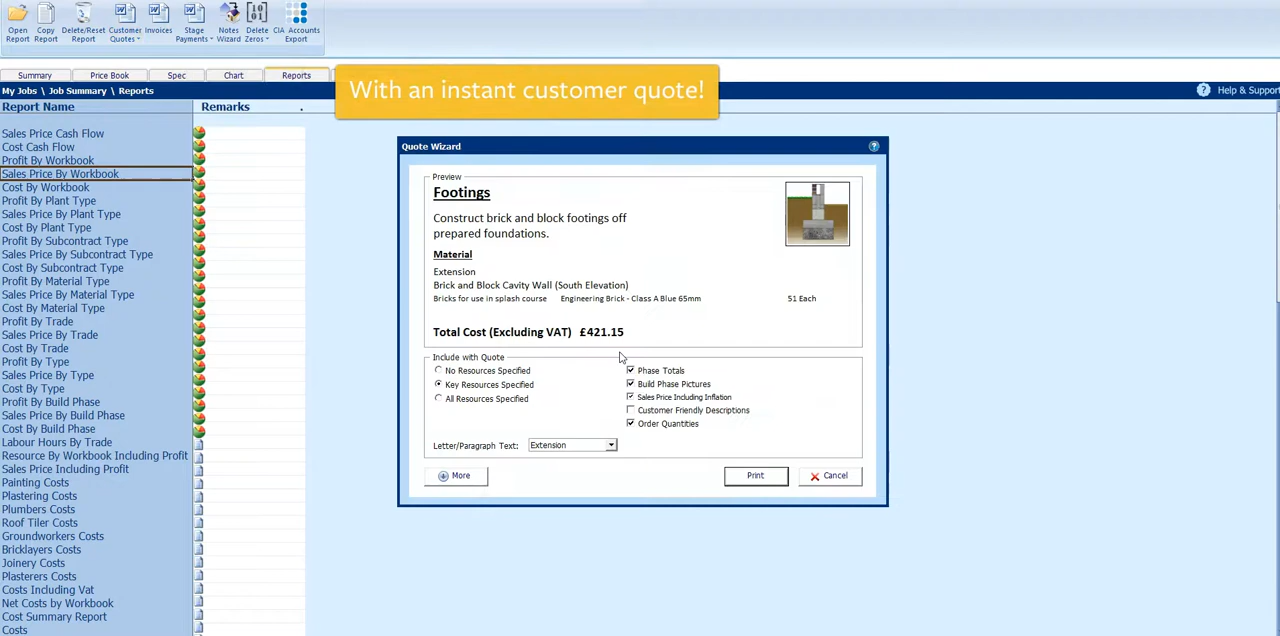 Open Report
Copy Report
Delete/Reset Report
Customer Quotes
Invoices
Stage Payments
Notes Wizard
Delete Zeros
CIA Accounts Export
Summary
Price Book
Spec
Chart
Reports
With an instant customer quote!
My Jobs \ Job Summary \ Reports
? Help & Support
Report Name
Remarks
.
Sales Price Cash Flow
Cost Cash Flow
Profit By Workbook
Sales Price By Workbook
Cost By Workbook
Profit By Plant Type
Sales Price By Plant Type
Cost By Plant Type
Profit By Subcontract Type
Sales Price By Subcontract Type
Cost By Subcontract Type
Profit By Material Type
Sales Price By Material Type
Cost By Material Type
Profit By Trade
Sales Price By Trade
Cost By Trade
Profit By Type
Sales Price By Type
Cost By Type
Profit By Build Phase
Sales Price By Build Phase
Cost By Build Phase
Labour Hours By Trade
Resource By Workbook Including Profit
Sales Price Including Profit
Painting Costs
Plastering Costs
Plumbers Costs
Roof Tiler Costs
Groundworkers Costs
Bricklayers Costs
Joinery Costs
Plasterers Costs
Costs Including Vat
Net Costs by Workbook
Cost Summary Report
Costs
Quote Wizard
?
Preview
Footings
Construct brick and block footings off
prepared foundations.
Material
Extension
Brick and Block Cavity Wall (South Elevation)
Bricks for use in splash course Engineering Brick - Class A Blue 65mm 51 Each
Total Cost (Excluding VAT) £421.15
Include with Quote
No Resources Specified
Key Resources Specified
All Resources Specified
Phase Totals
Build Phase Pictures
Sales Price Including Inflation
Customer Friendly Descriptions
Order Quantities
Letter/Paragraph Text: Extension
More
Print
Cancel